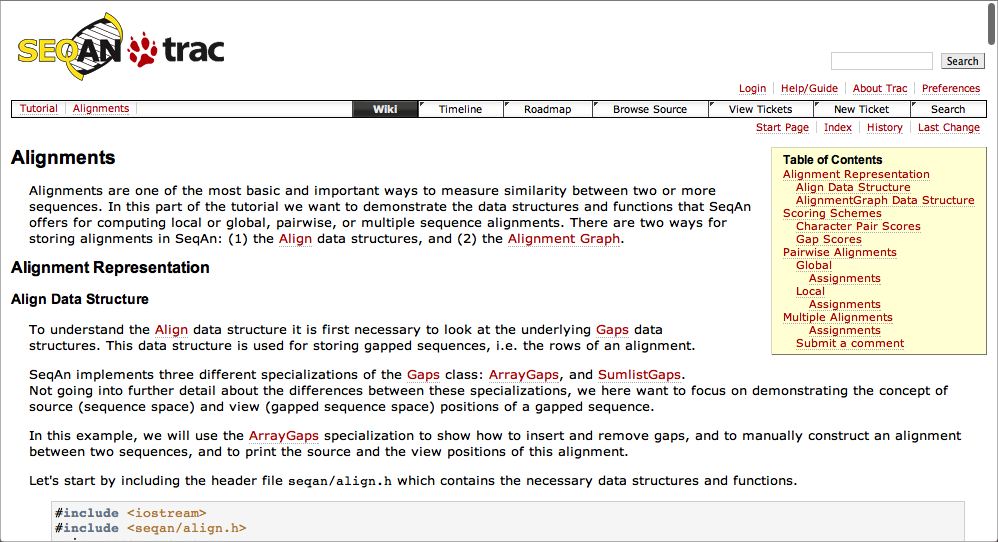 SEQAN trac
Search
Login Help/Guide About Trac Preferences
Tutorial Alignments Wiki Timeline Roadmap Browse Source View Tickets New Ticket Search
Start Page Index History Last Change
Alignments
Alignments are one of the most basic and important ways to measure similarity between two or more
sequences. In this part of the tutorial we want to demonstrate the data structures and functions that SeqAn
offers for computing local or global, pairwise, or multiple sequence alignments. There are two ways for
storing alignments in SeqAn: (1) the Align data structures, and (2) the Alignment Graph.
Table of Contents
Alignment Representation
Align Data Structure
AlignmentGraph Data Structure
Scoring Schemes
Character Pair Scores
Gap Scores
Pairwise Alignments
Global
Assignments
Local
Assignments
Multiple Alignments
Assignments
Submit a comment
Alignment Representation
Align Data Structure
To understand the Align data structure it is first necessary to look at the underlying Gaps data
structures. This data structure is used for storing gapped sequences, i.e. the rows of an alignment.
SeqAn implements three different specializations of the Gaps class: ArrayGaps, and SumlistGaps.
Not going into further detail about the differences between these specializations, we here want to focus on demonstrating the concept of
source (sequence space) and view (gapped sequence space) positions of a gapped sequence.
In this example, we will use the ArrayGaps specialization to show how to insert and remove gaps, and to manually construct an alignment
between two sequences, and to print the source and the view positions of this alignment.
Let's start by including the header file seqan/align.h which contains the necessary data structures and functions.
#include <iostream>
#include <seqan/align.h>